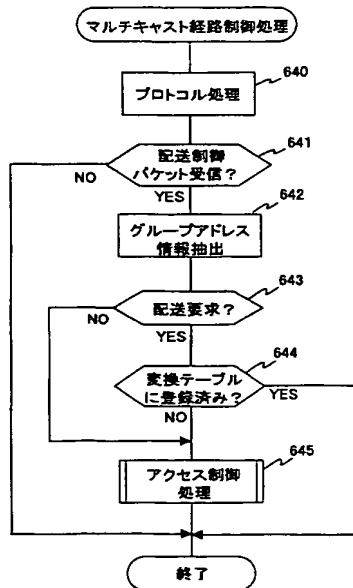 マルチキャスト経路制御処理
640
プロトコル処理
641
配送制御
パケット受信？
NO
YES
642
グループアドレス
情報抽出
643
配送要求？
NO
YES
644
変換テーブル
に登録済み？
YES
NO
645
アクセス制御
処理
終了